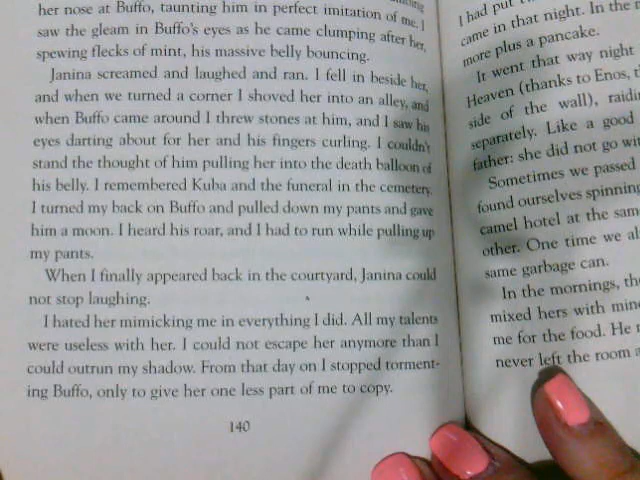 her nose at Buffo, taunting him in perfect imitation of me. I
saw the gleam in Buffo's eyes as he came clumping after her,
spewing flecks of mint, his massive belly bouncing.
Janina screamed and laughed and ran. I fell in beside her,
and when we turned a corner I shoved her into an alley, and
when Buffo came around I threw stones at him, and I saw his
eyes darting about for her and his fingers curling. I couldn't
stand the thought of him pulling her into the death balloon of
his belly. I remembered Kuba and the funeral in the cemetery.
I turned my back on Buffo and pulled down my pants and gave
him a moon. I heard his roar, and I had to run while pulling up
my pants.
When I finally appeared back in the courtyard, Janina could
not stop laughing.
I hated her mimicking me in everything I did. All my talents
were useless with her. I could not escape her anymore than I
could outrun my shadow. From that day on I stopped torment-
ing Buffo, only to give her one less part of me to copy.
140
I had put
came in that night. In the
more plus a pancake.
It went that way night
Heaven (thanks to Enos,
side of the wall), raidi
separately. Like a good
father: she did not go wi
Sometimes we passed
found ourselves spinnin
camel hotel at the sam
other. One time we al
same garbage can.
In the mornings, the
mixed hers with mine
me for the food. He
never left the room a